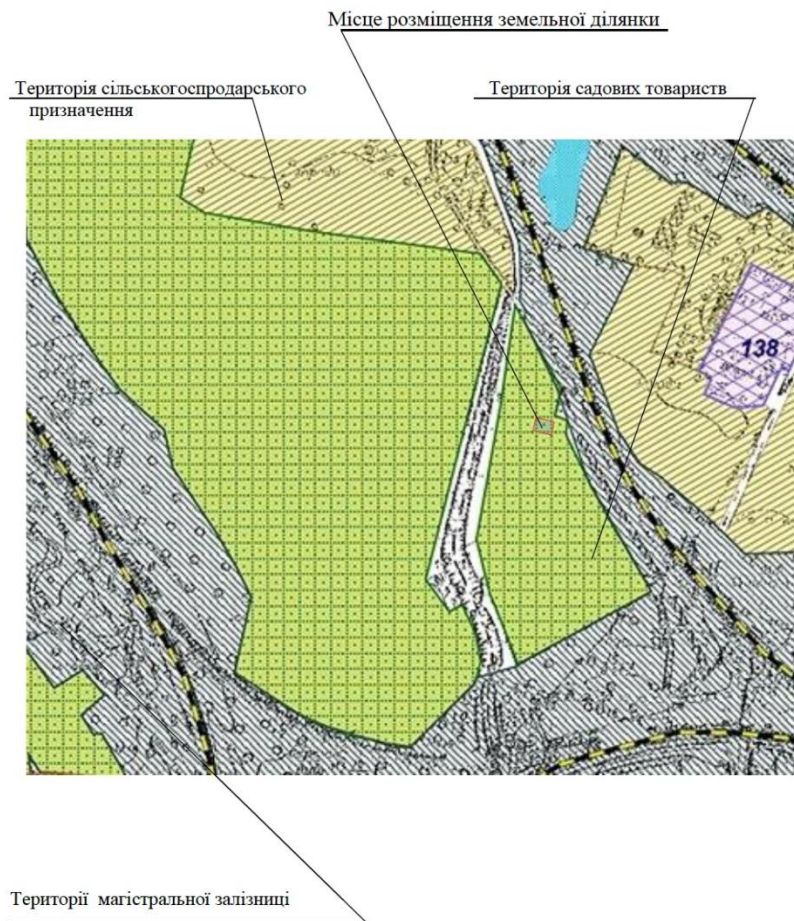 Місце розміщення земельної ділянки
Територія сільськогосподарського
призначення
Територія садових товариств
138
Території магістральної залізниці